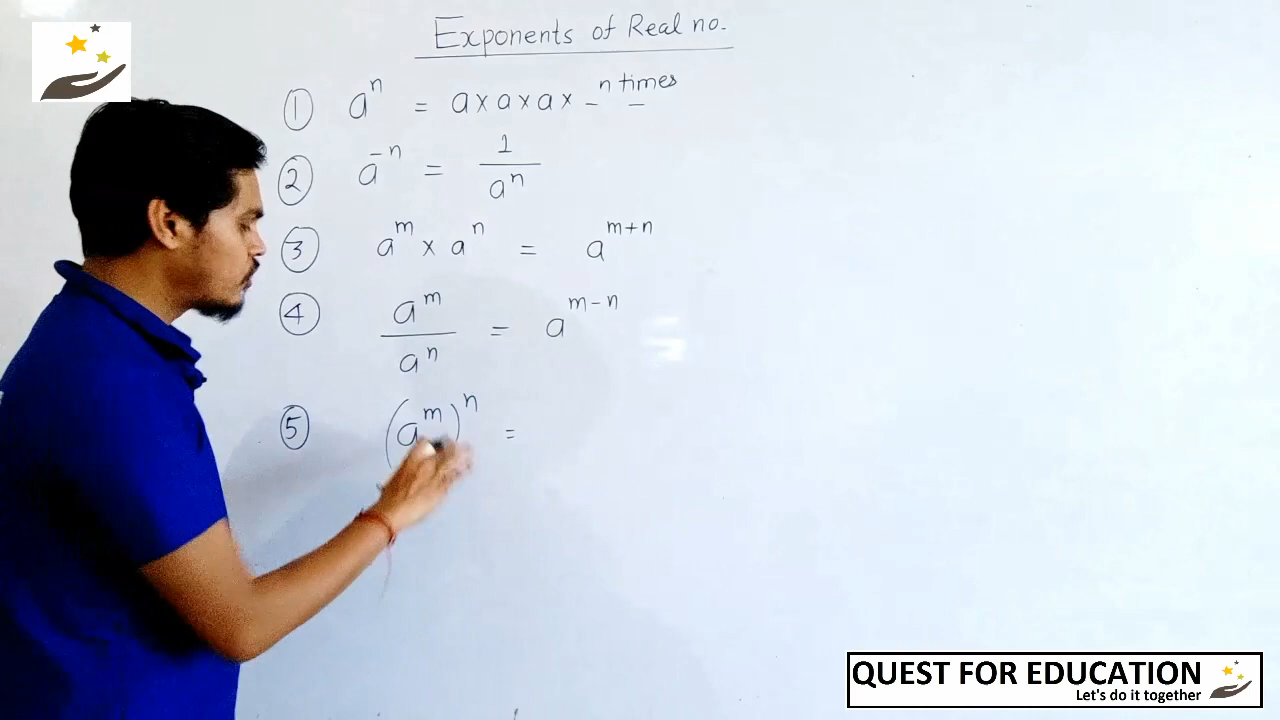 Exponents of Real no.
① aⁿ = a × a × a × – n times –
② a⁻ⁿ = 1/aⁿ
③ aᵐ × aⁿ = aᵐ⁺ⁿ
④ aᵐ/aⁿ = aᵐ⁻ⁿ
⑤ (aᵐ)ⁿ =
QUEST FOR EDUCATION
Let's do it together